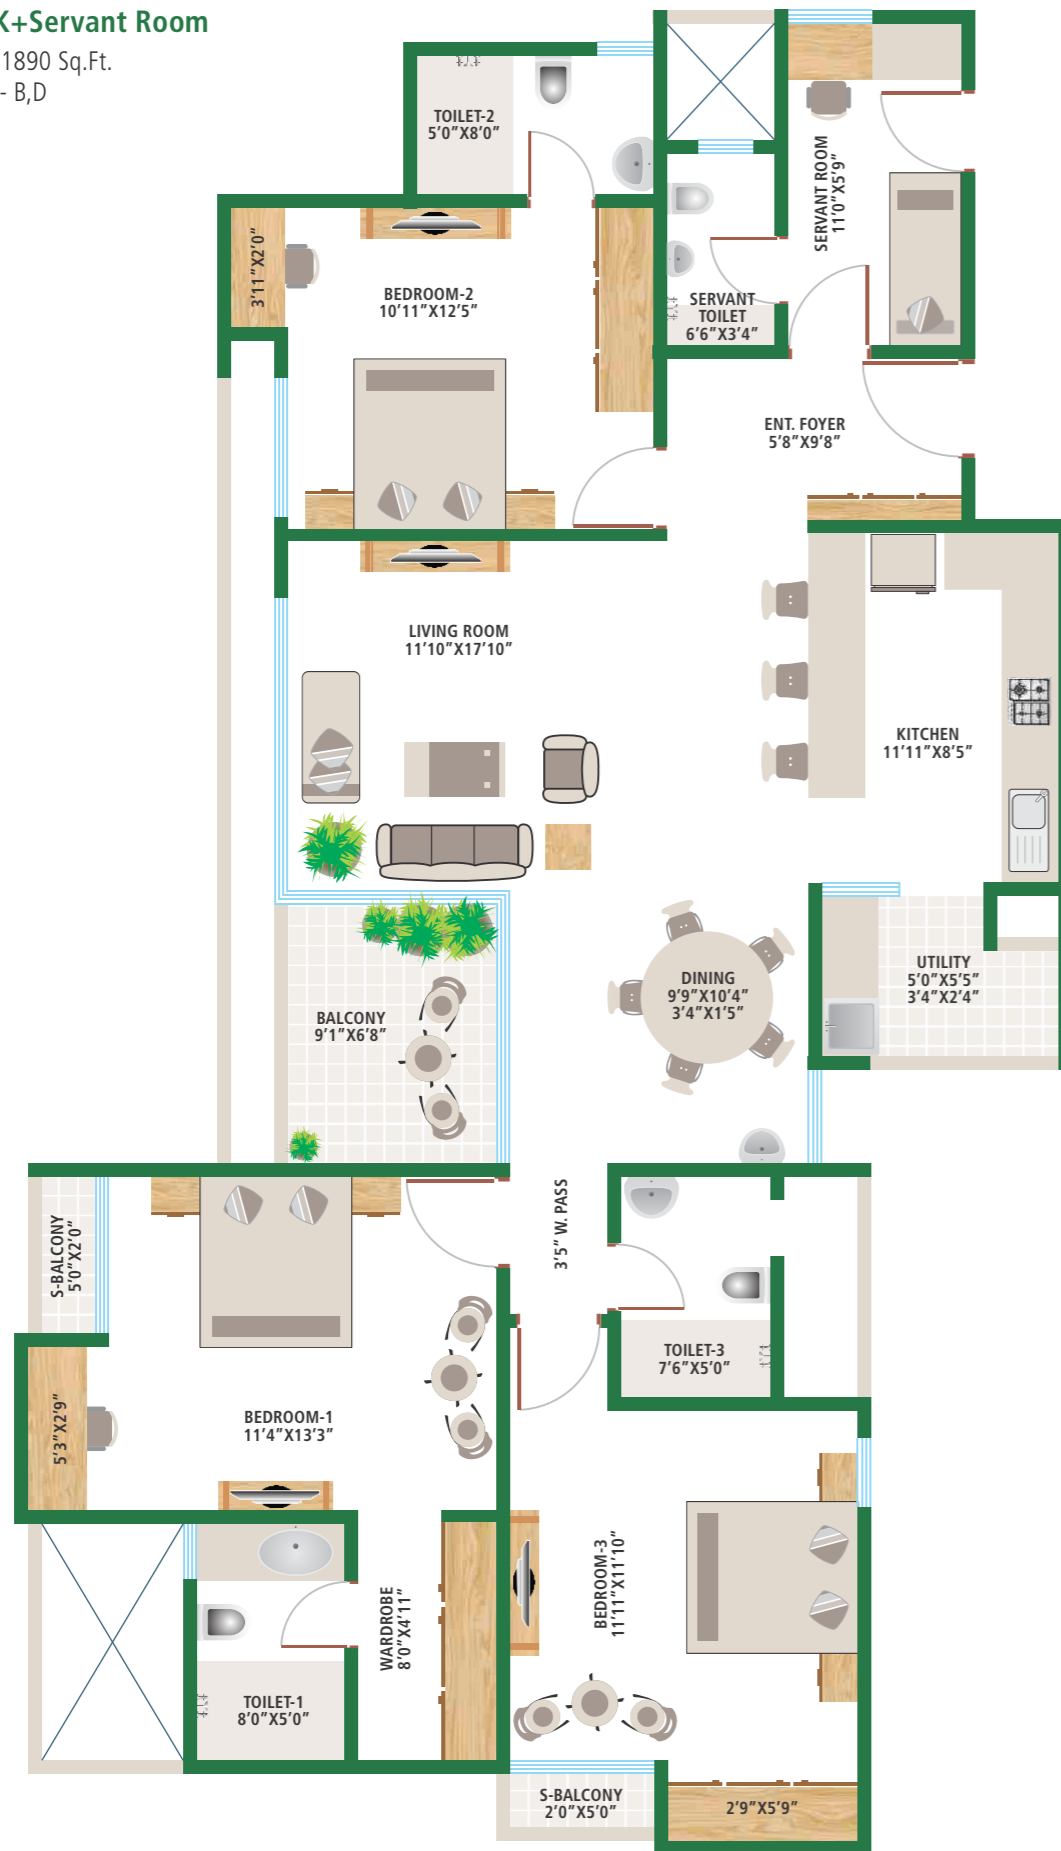 K+Servant Room
1890 Sq.Ft.
- B,D
TOILET-2
5'0"X8'0"
SERVANT ROOM
11'0"X5'9"
3'11"X2'0"
BEDROOM-2
10'11"X12'5"
SERVANT
TOILET
6'6"X3'4"
ENT. FOYER
5'8"X9'8"
LIVING ROOM
11'10"X17'10"
KITCHEN
11'11"X8'5"
DINING
9'9"X10'4"
3'4"X1'5"
UTILITY
5'0"X5'5"
3'4"X2'4"
BALCONY
9'1"X6'8"
S-BALCONY
5'0"X2'0"
3'5" W. PASS
TOILET-3
7'6"X5'0"
5'3"X2'9"
BEDROOM-1
11'4"X13'3"
BEDROOM-3
11'11"X11'10"
WARDROBE
8'0"X4'11"
TOILET-1
8'0"X5'0"
S-BALCONY
2'0"X5'0"
2'9"X5'9"